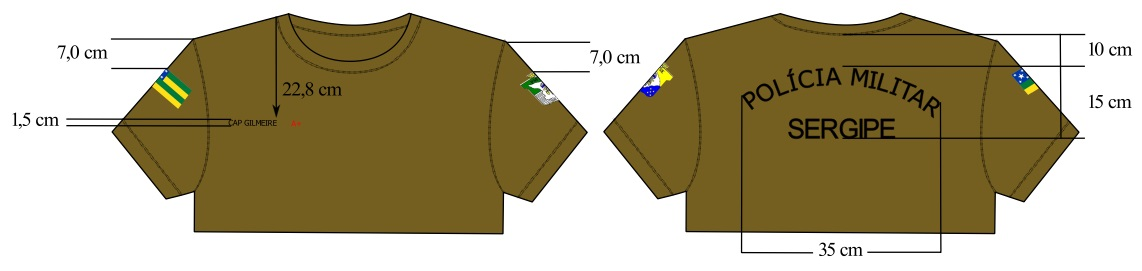 7,0 cm
22,8 cm
1,5 cm
CAP GILMEIRE A+
7,0 cm
10 cm
15 cm
POLÍCIA MILITAR
SERGIPE
35 cm